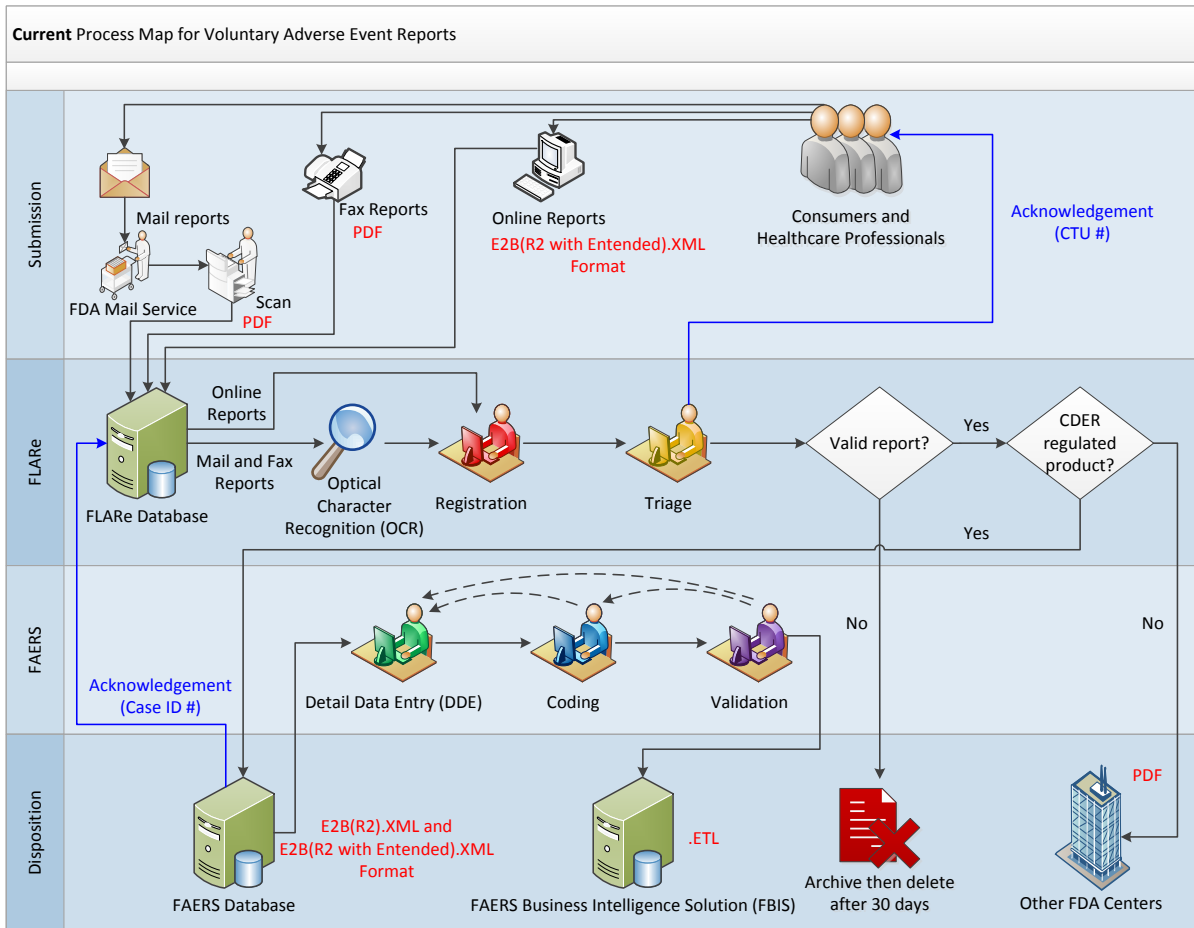 Current Process Map for Voluntary Adverse Event Reports
Submission
Mail reports
FDA Mail Service
Scan
PDF
Fax Reports
PDF
Online Reports
E2B(R2 with Entended).XML
Format
Consumers and
Healthcare Professionals
Acknowledgement
(CTU #)
FLARe
Online
Reports
Mail and Fax
Reports
FLARe Database
Optical
Character
Recognition (OCR)
Registration
Triage
Valid report?
Yes
CDER
regulated
product?
Yes
FAERS
Acknowledgement
(Case ID #)
Detail Data Entry (DDE)
Coding
Validation
No
No
Disposition
E2B(R2).XML and
E2B(R2 with Entended).XML
Format
FAERS Database
.ETL
FAERS Business Intelligence Solution (FBIS)
Archive then delete
after 30 days
PDF
Other FDA Centers